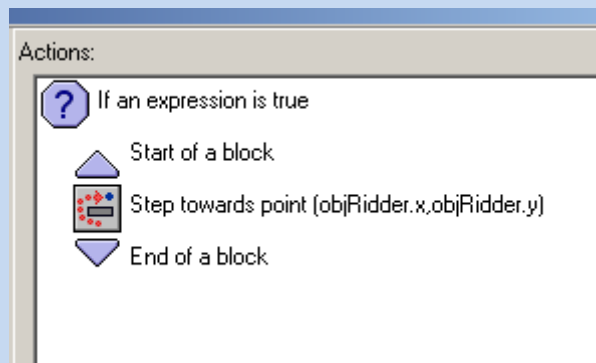 Actions:
If an expression is true
Start of a block
Step towards point (objRidder.x,objRidder.y)
End of a block